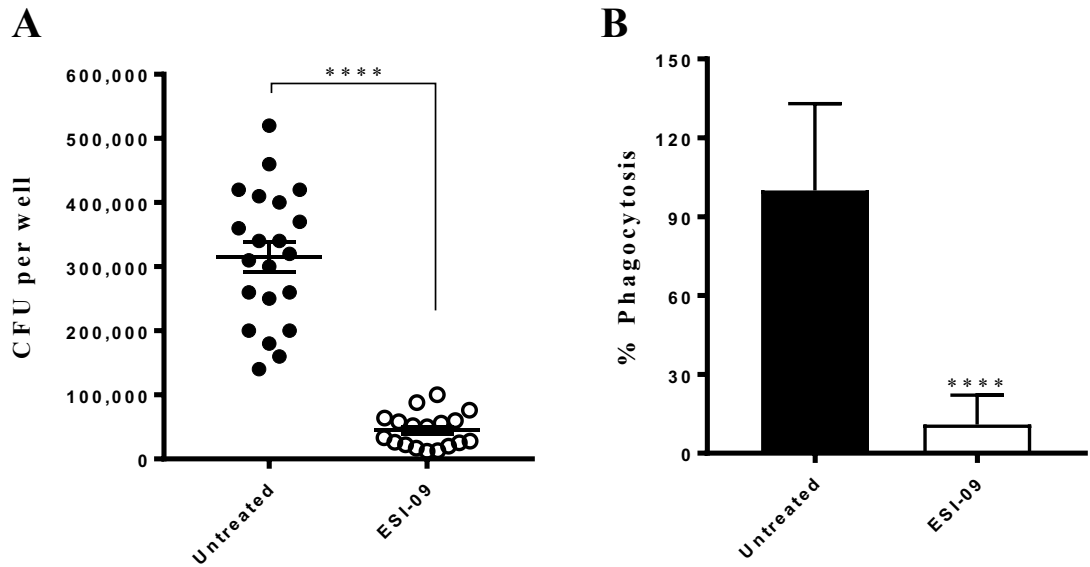 A
CFU per well
600,000
500,000
400,000
300,000
200,000
100,000
0
****
Untreated
ESI-09
B
% Phagocytosis
150
120
90
60
30
0
****
Untreated
ESI-09